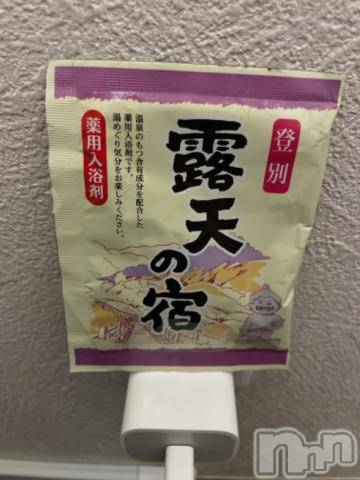 登別
露天の宿
温泉のもつ含有成分を配合した
薬用入浴剤です。
湯めぐり気分をお楽しみください。
薬用入浴剤
nnn